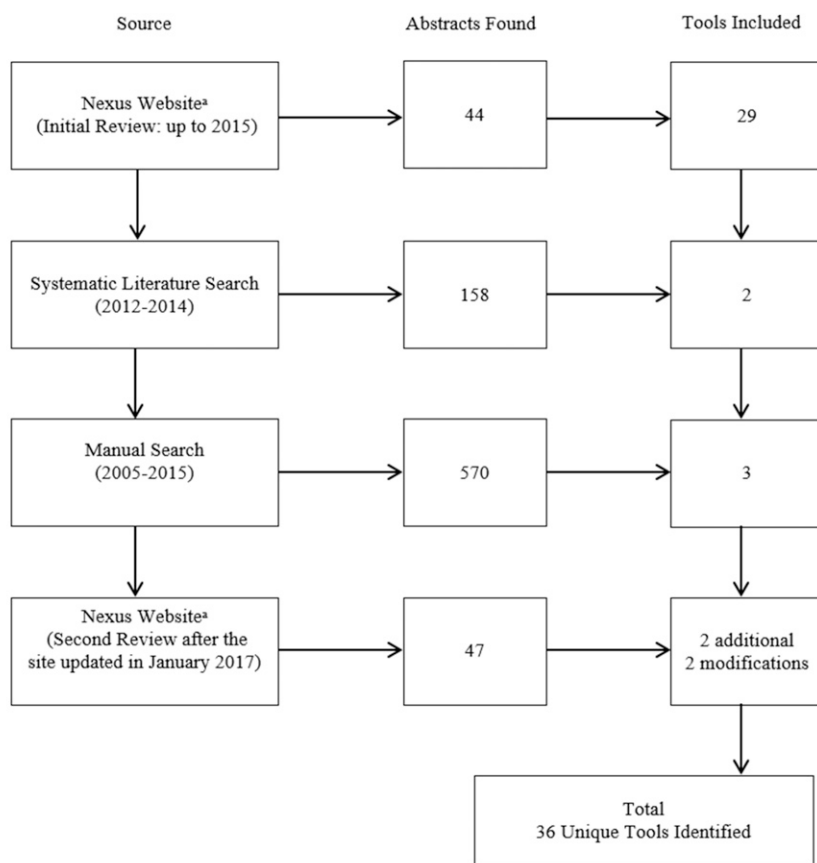 Source
Abstracts Found
Tools Included
Nexus Websiteᵃ
(Initial Review: up to 2015)
44
29
Systematic Literature Search
(2012-2014)
158
2
Manual Search
(2005-2015)
570
3
Nexus Websiteᵃ
(Second Review after the
site updated in January 2017)
47
2 additional
2 modifications
Total
36 Unique Tools Identified